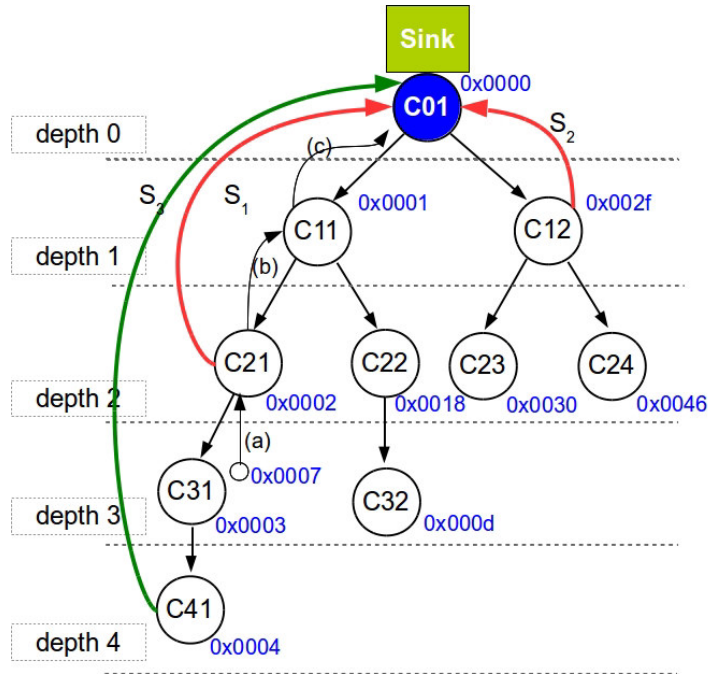 Sink
0x0000
C01
depth 0
(c)
S2
S3
S1
0x0001
0x002f
C11
C12
depth 1
(b)
C21
C22
C23
C24
depth 2
0x0002
0x0018
0x0030
0x0046
(a)
0x0007
C31
C32
depth 3
0x0003
0x000d
C41
depth 4
0x0004